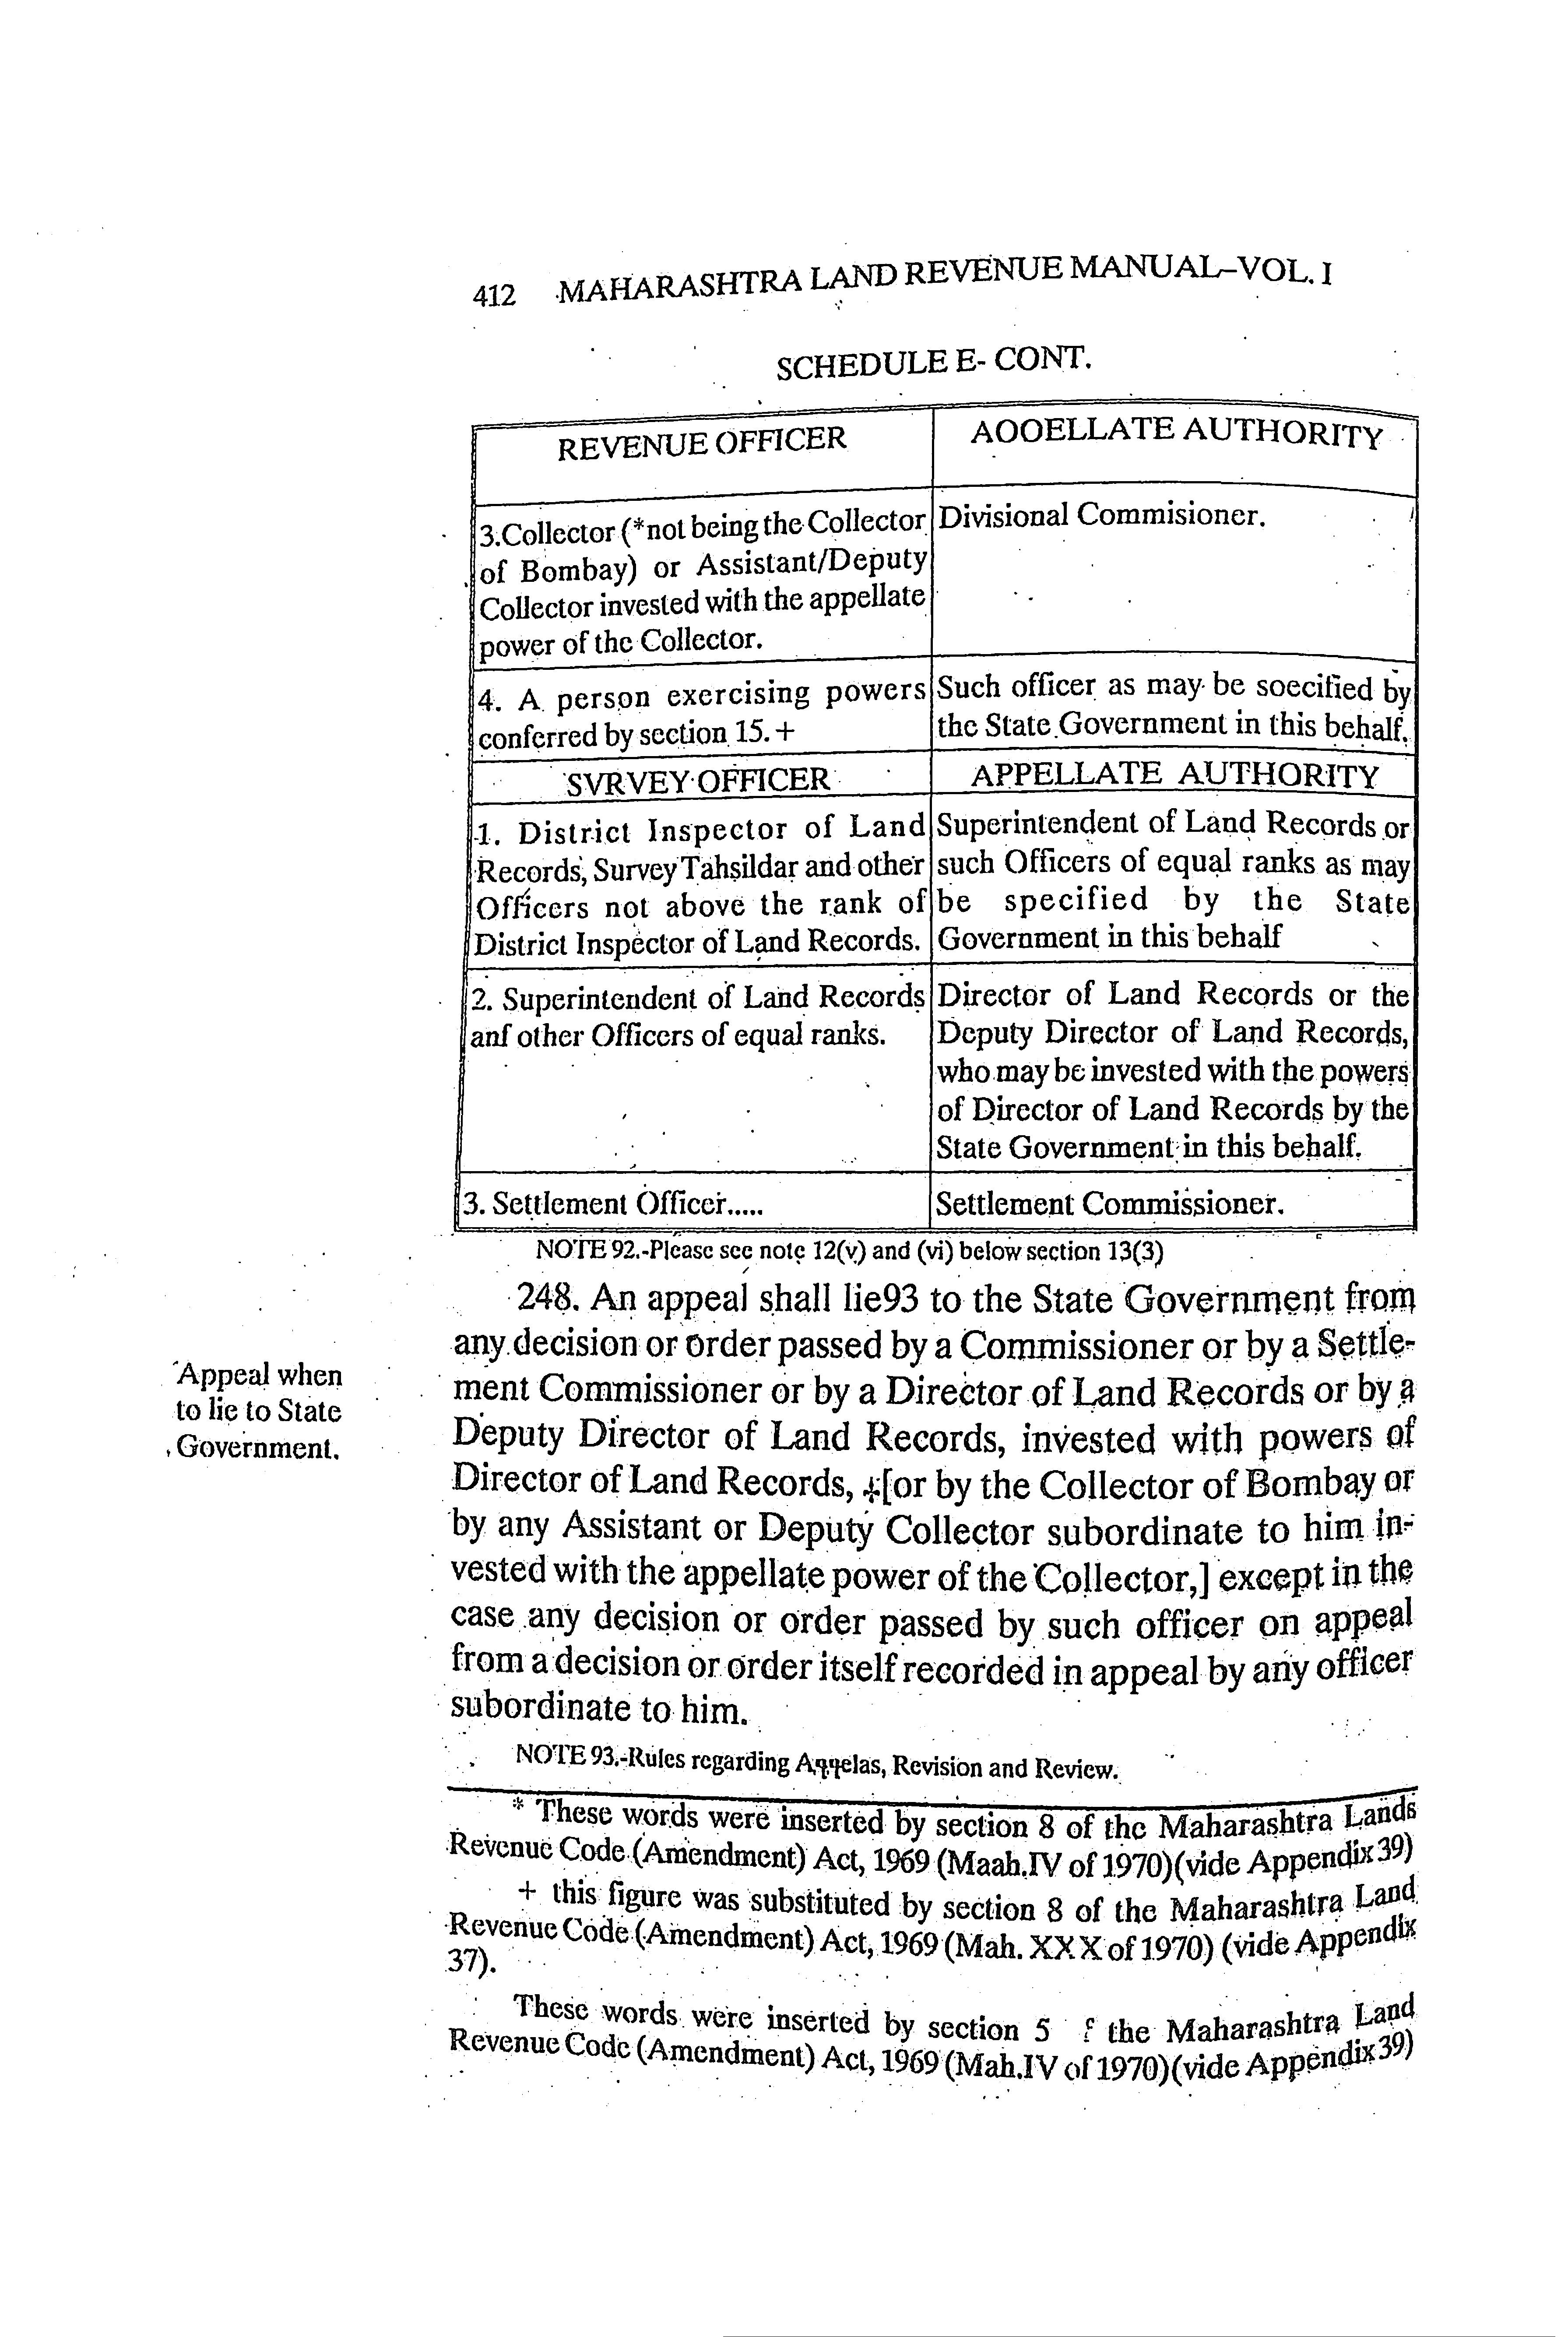 412 MAHARASHTRA LAND REVENUE MANUAL–VOL. I
SCHEDULE E- CONT.
REVENUE OFFICER
AOOELLATE AUTHORITY
3.Collector (*not being the Collector
of Bombay) or Assistant/Deputy
Collector invested with the appellate
power of the Collector.
Divisional Commisioner.
4. A person exercising powers
conferred by section 15.+
Such officer as may be soecified by
the State Government in this behalf.
SVRVEY OFFICER
APPELLATE AUTHORITY
1. District Inspector of Land
Records, Survey Tahsildar and other
Officers not above the rank of
District Inspector of Land Records.
Superintendent of Land Records or
such Officers of equal ranks as may
be specified by the State
Government in this behalf
2. Superintendent of Land Records
anf other Officers of equal ranks.
Director of Land Records or the
Deputy Director of Land Records,
who may be invested with the powers
of Director of Land Records by the
State Government in this behalf.
3. Settlement Officer.....
Settlement Commissioner.
NOTE 92.-Please see note 12(v) and (vi) below section 13(3)
Appeal when
to lie to State
Government.
248. An appeal shall lie93 to the State Government from
any decision or order passed by a Commissioner or by a Settle-
ment Commissioner or by a Director of Land Records or by a
Deputy Director of Land Records, invested with powers of
Director of Land Records, +[or by the Collector of Bombay or
by any Assistant or Deputy Collector subordinate to him in-
vested with the appellate power of the Collector,] except in the
case any decision or order passed by such officer on appeal
from a decision or order itself recorded in appeal by any officer
subordinate to him.
NOTE 93.-Rules regarding Aqqelas, Revision and Review.
* These words were inserted by section 8 of the Maharashtra Lands
Revenue Code (Amendment) Act, 1969 (Maah.IV of 1970)(vide Appendix 39)
+ this figure was substituted by section 8 of the Maharashtra Land
Revenue Code (Amendment) Act, 1969 (Mah. XXX of 1970) (vide Appendix
37).
These words were inserted by section 5 the Maharashtra Land
Revenue Code (Amendment) Act, 1969 (Mah.IV of 1970)(vide Appendix 39)